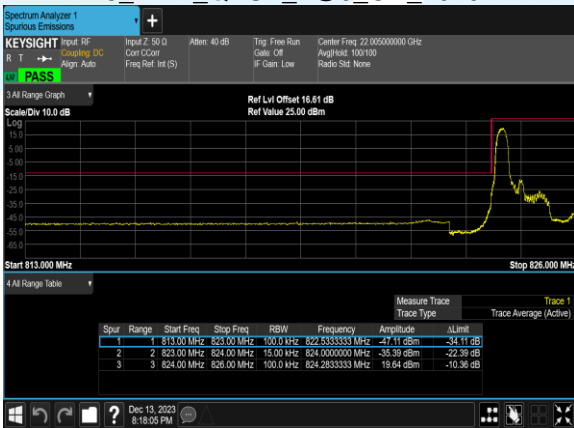 Spectrum Analyzer 1
Spurious Emissions
KEYSIGHT Input: RF Input Z: 50 Ω Atten: 40 dB Trig: Free Run Center Freq: 22.005000000 GHz
R T Coupling: DC Corr CCorr Gate: Off Avg|Hold: 100/100
Align: Auto Freq Ref: Int (S) IF Gain: Low Radio Std: None
PASS
3 All Range Graph
Ref Lvl Offset 16.61 dB
Scale/Div 10.0 dB Ref Value 25.00 dBm
Log
15.0
5.00
-5.00
-15.0
-25.0
-35.0
-45.0
-55.0
-65.0
Start 813.000 MHz Stop 826.000 MHz
4 All Range Table
Measure Trace Trace 1
Trace Type Trace Average (Active)
Spur Range Start Freq Stop Freq RBW Frequency Amplitude ∆Limit
1 1 813.00 MHz 823.00 MHz 100.0 kHz 822.5333333 MHz -47.11 dBm -34.11 dB
2 2 823.00 MHz 824.00 MHz 15.00 kHz 824.0000000 MHz -35.39 dBm -22.39 dB
3 3 824.00 MHz 826.00 MHz 100.0 kHz 824.2833333 MHz 19.64 dBm -10.36 dB
? Dec 13, 2023
8:18:05 PM